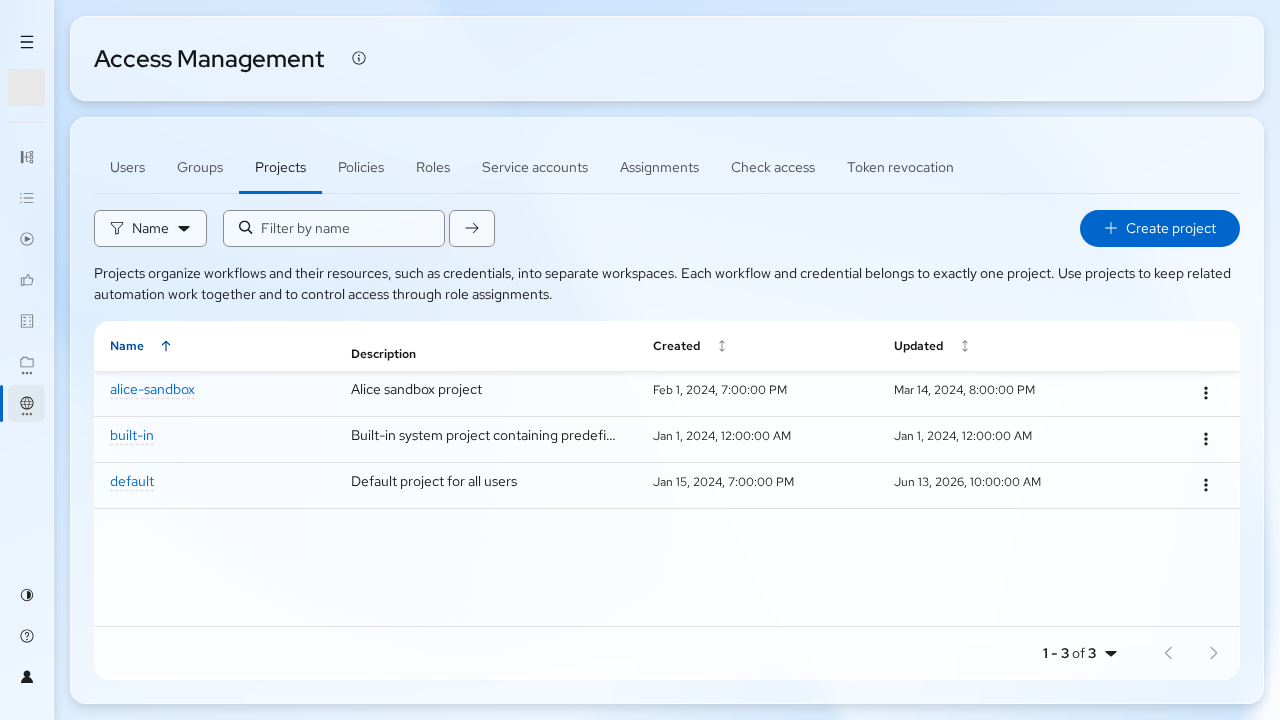 Access Management
Users Groups Projects Policies Roles Service accounts Assignments Check access Token revocation
Name Filter by name Create project
Projects organize workflows and their resources, such as credentials, into separate workspaces. Each workflow and credential belongs to exactly one project. Use projects to keep related
automation work together and to control access through role assignments.
Name Description Created Updated
alice-sandbox Alice sandbox project Feb 1, 2024, 7:00:00 PM Mar 14, 2024, 8:00:00 PM
built-in Built-in system project containing predefi... Jan 1, 2024, 12:00:00 AM Jan 1, 2024, 12:00:00 AM
default Default project for all users Jan 15, 2024, 7:00:00 PM Jun 13, 2026, 10:00:00 AM
1 - 3 of 3